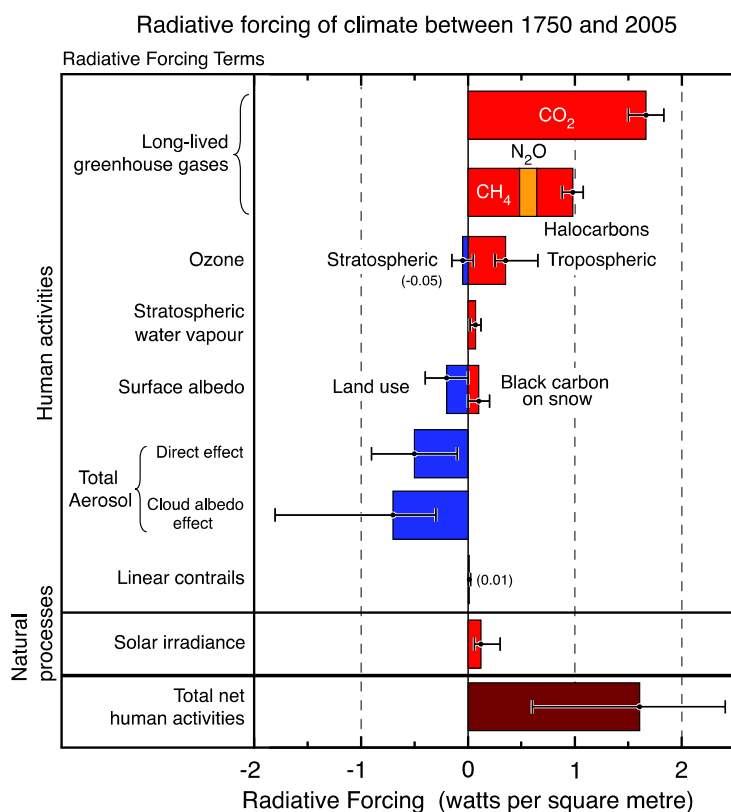 Radiative forcing of climate between 1750 and 2005
Radiative Forcing Terms
Human activities
Long-lived
greenhouse gases
CO₂
N₂O
CH₄
Halocarbons
Ozone
Stratospheric
(-0.05)
Tropospheric
Stratospheric
water vapour
Surface albedo
Land use
Black carbon
on snow
Total
Aerosol
Direct effect
Cloud albedo
effect
Linear contrails
(0.01)
Natural
processes
Solar irradiance
Total net
human activities
-2 -1 0 1 2
Radiative Forcing (watts per square metre)